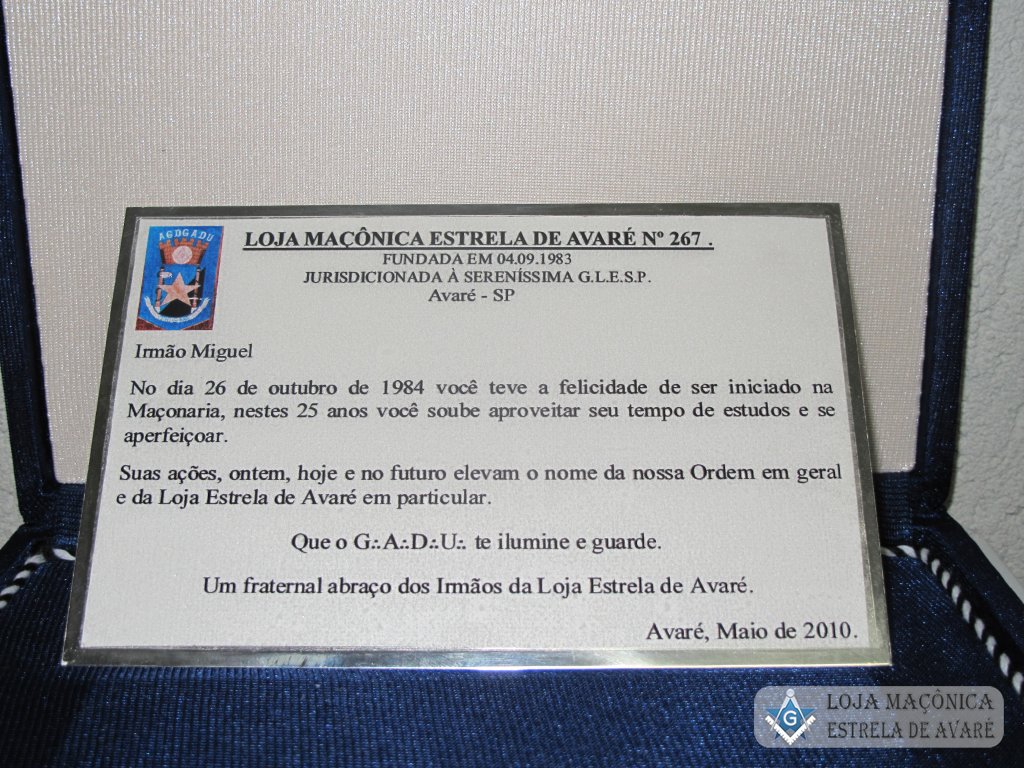 AGDGADU
LOJA MAÇÔNICA ESTRELA DE AVARÉ Nº 267 .
FUNDADA EM 04.09.1983
JURISDICIONADA À SERENÍSSIMA G.L.E.S.P.
Avaré - SP
Irmão Miguel
No dia 26 de outubro de 1984 você teve a felicidade de ser iniciado na
Maçonaria, nestes 25 anos você soube aproveitar seu tempo de estudos e se
aperfeiçoar.
Suas ações, ontem, hoje e no futuro elevam o nome da nossa Ordem em geral
e da Loja Estrela de Avaré em particular.
Que o G∴A∴D∴U∴ te ilumine e guarde.
Um fraternal abraço dos Irmãos da Loja Estrela de Avaré.
Avaré, Maio de 2010.
G
LOJA MAÇÔNICA
ESTRELA DE AVARÉ